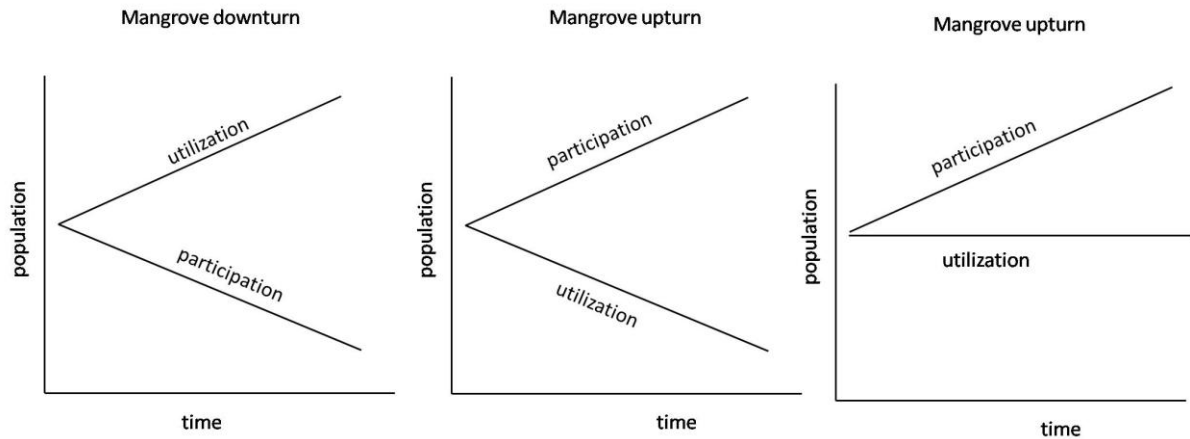 Mangrove downturn
population
utilization
participation
time
Mangrove upturn
population
participation
utilization
time
Mangrove upturn
population
participation
utilization
time